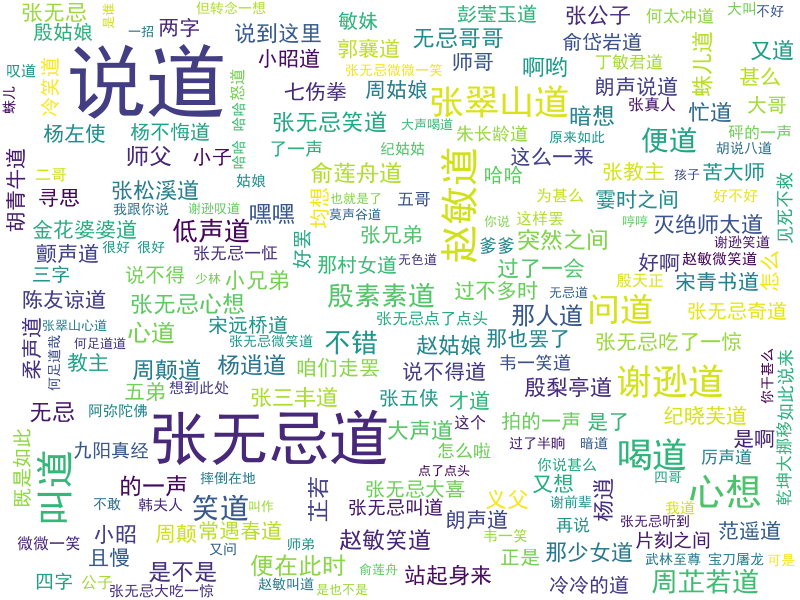 张无忌
但转念一想
是谁
殷姑娘
一招
两字
说到这里
敏妹
彭莹玉道
张公子
何太冲道
大叫
不好
无忌哥哥
俞岱岩道
又道
叹道
冷笑道
说道
小昭道
郭襄道
师哥
啊哟
丁敏君道
蛛儿道
张无忌微微一笑
朗声说道
甚么
蛛儿
哈哈怒道
七伤拳
周姑娘
张翠山道
暗想
张真人
忙道
大哥
杨左使
杨不悔道
张无忌笑道
大声喝道
朱长龄道
原来如此
便道
砰的一声
胡说八道
师父
小子
哈哈
了一声
纪姑姑
赵敏道
这么一来
胡青牛道
二哥
姑娘
俞莲舟道
哈哈
张教主
孩子
苦大师
见死不救
寻思
张松溪道
均想
也就是了
五哥
为甚么
霎时之间
好不好
我跟你说
谢逊叹道
嘿嘿
莫声谷道
你说
这样罢
哼哼
灭绝师太道
金花婆婆道
低声道
张兄弟
突然之间
谢逊笑道
颤声道
很好
很好
张无忌一怔
好罢
爹爹
好啊
赵敏微笑道
三字
说不得
少林
小兄弟
那村女道
无色道
过了一会
殷天正
怎么
陈友谅道
张无忌心想
殷素素道
过不多时
无忌道
宋青书道
柔声道
张翠山心道
心道
宋远桥道
张无忌点了点头
那人道
问道
张无忌奇道
何足道哉
何足道道
张无忌微笑道
不错
赵姑娘
那也罢了
张无忌吃了一惊
教主
周颠道
杨逍道
咱们走罢
说不得道
韦一笑道
你干甚么
五弟
想到此处
张三丰道
张五侠
才道
殷梨亭道
谢逊道
乾坤大挪移
如此说来
无忌
阿弥陀佛
张无忌道
大声道
这个
拍的一声
是了
纪晓芙道
既是如此
九阳真经
怎么啦
过了半晌
暗道
是啊
叫道
摔倒在地
点了点头
你说甚么
喝道
四哥
厉声道
的一声
芷若
张无忌大喜
又想
杨逍
心想
不敢
韩夫人
笑道
叫作
张无忌叫道
义父
谢前辈
我道
小昭
周颠
常遇春道
朗声道
再说
张无忌听到
范遥道
微微一笑
且慢
又问
师弟
赵敏笑道
韦一笑
那少女道
片刻之间
是不是
便在此时
俞莲舟
正是
武林至尊
宝刀屠龙
可是
四字
公子
张无忌大吃一惊
赵敏叫道
是也不是
站起身来
冷冷的道
周芷若道